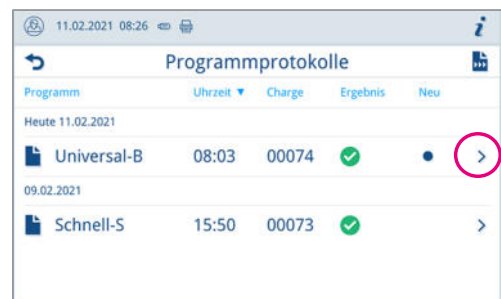 11.02.2021 08:26
i
Programmprotokolle
Programm Uhrzeit ▼ Charge Ergebnis Neu
Heute 11.02.2021
Universal-B 08:03 00074
09.02.2021
Schnell-S 15:50 00073